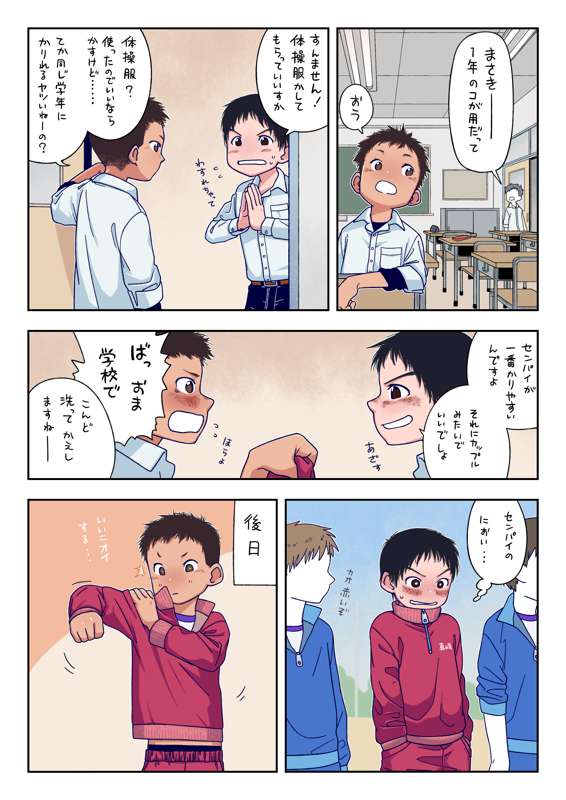 まさきーー
1年のコが用だって
おう
すんません！
体操服かして
もらっていいすか
わすれちゃって
体操服？
使ったのでいいなら
かすけど……
てか同じ学年に
かりれるヤツいねーの？
センパイが
一番かりやすい
んですよ
それにカップル
みたいで
いいでしょ
あざす
ばっ おま
学校で
ほらよ
こんど
洗ってかえし
ますねーー
センパイの
におい・・・
カオ赤いぞ
後日
いいニオイ
する・・・